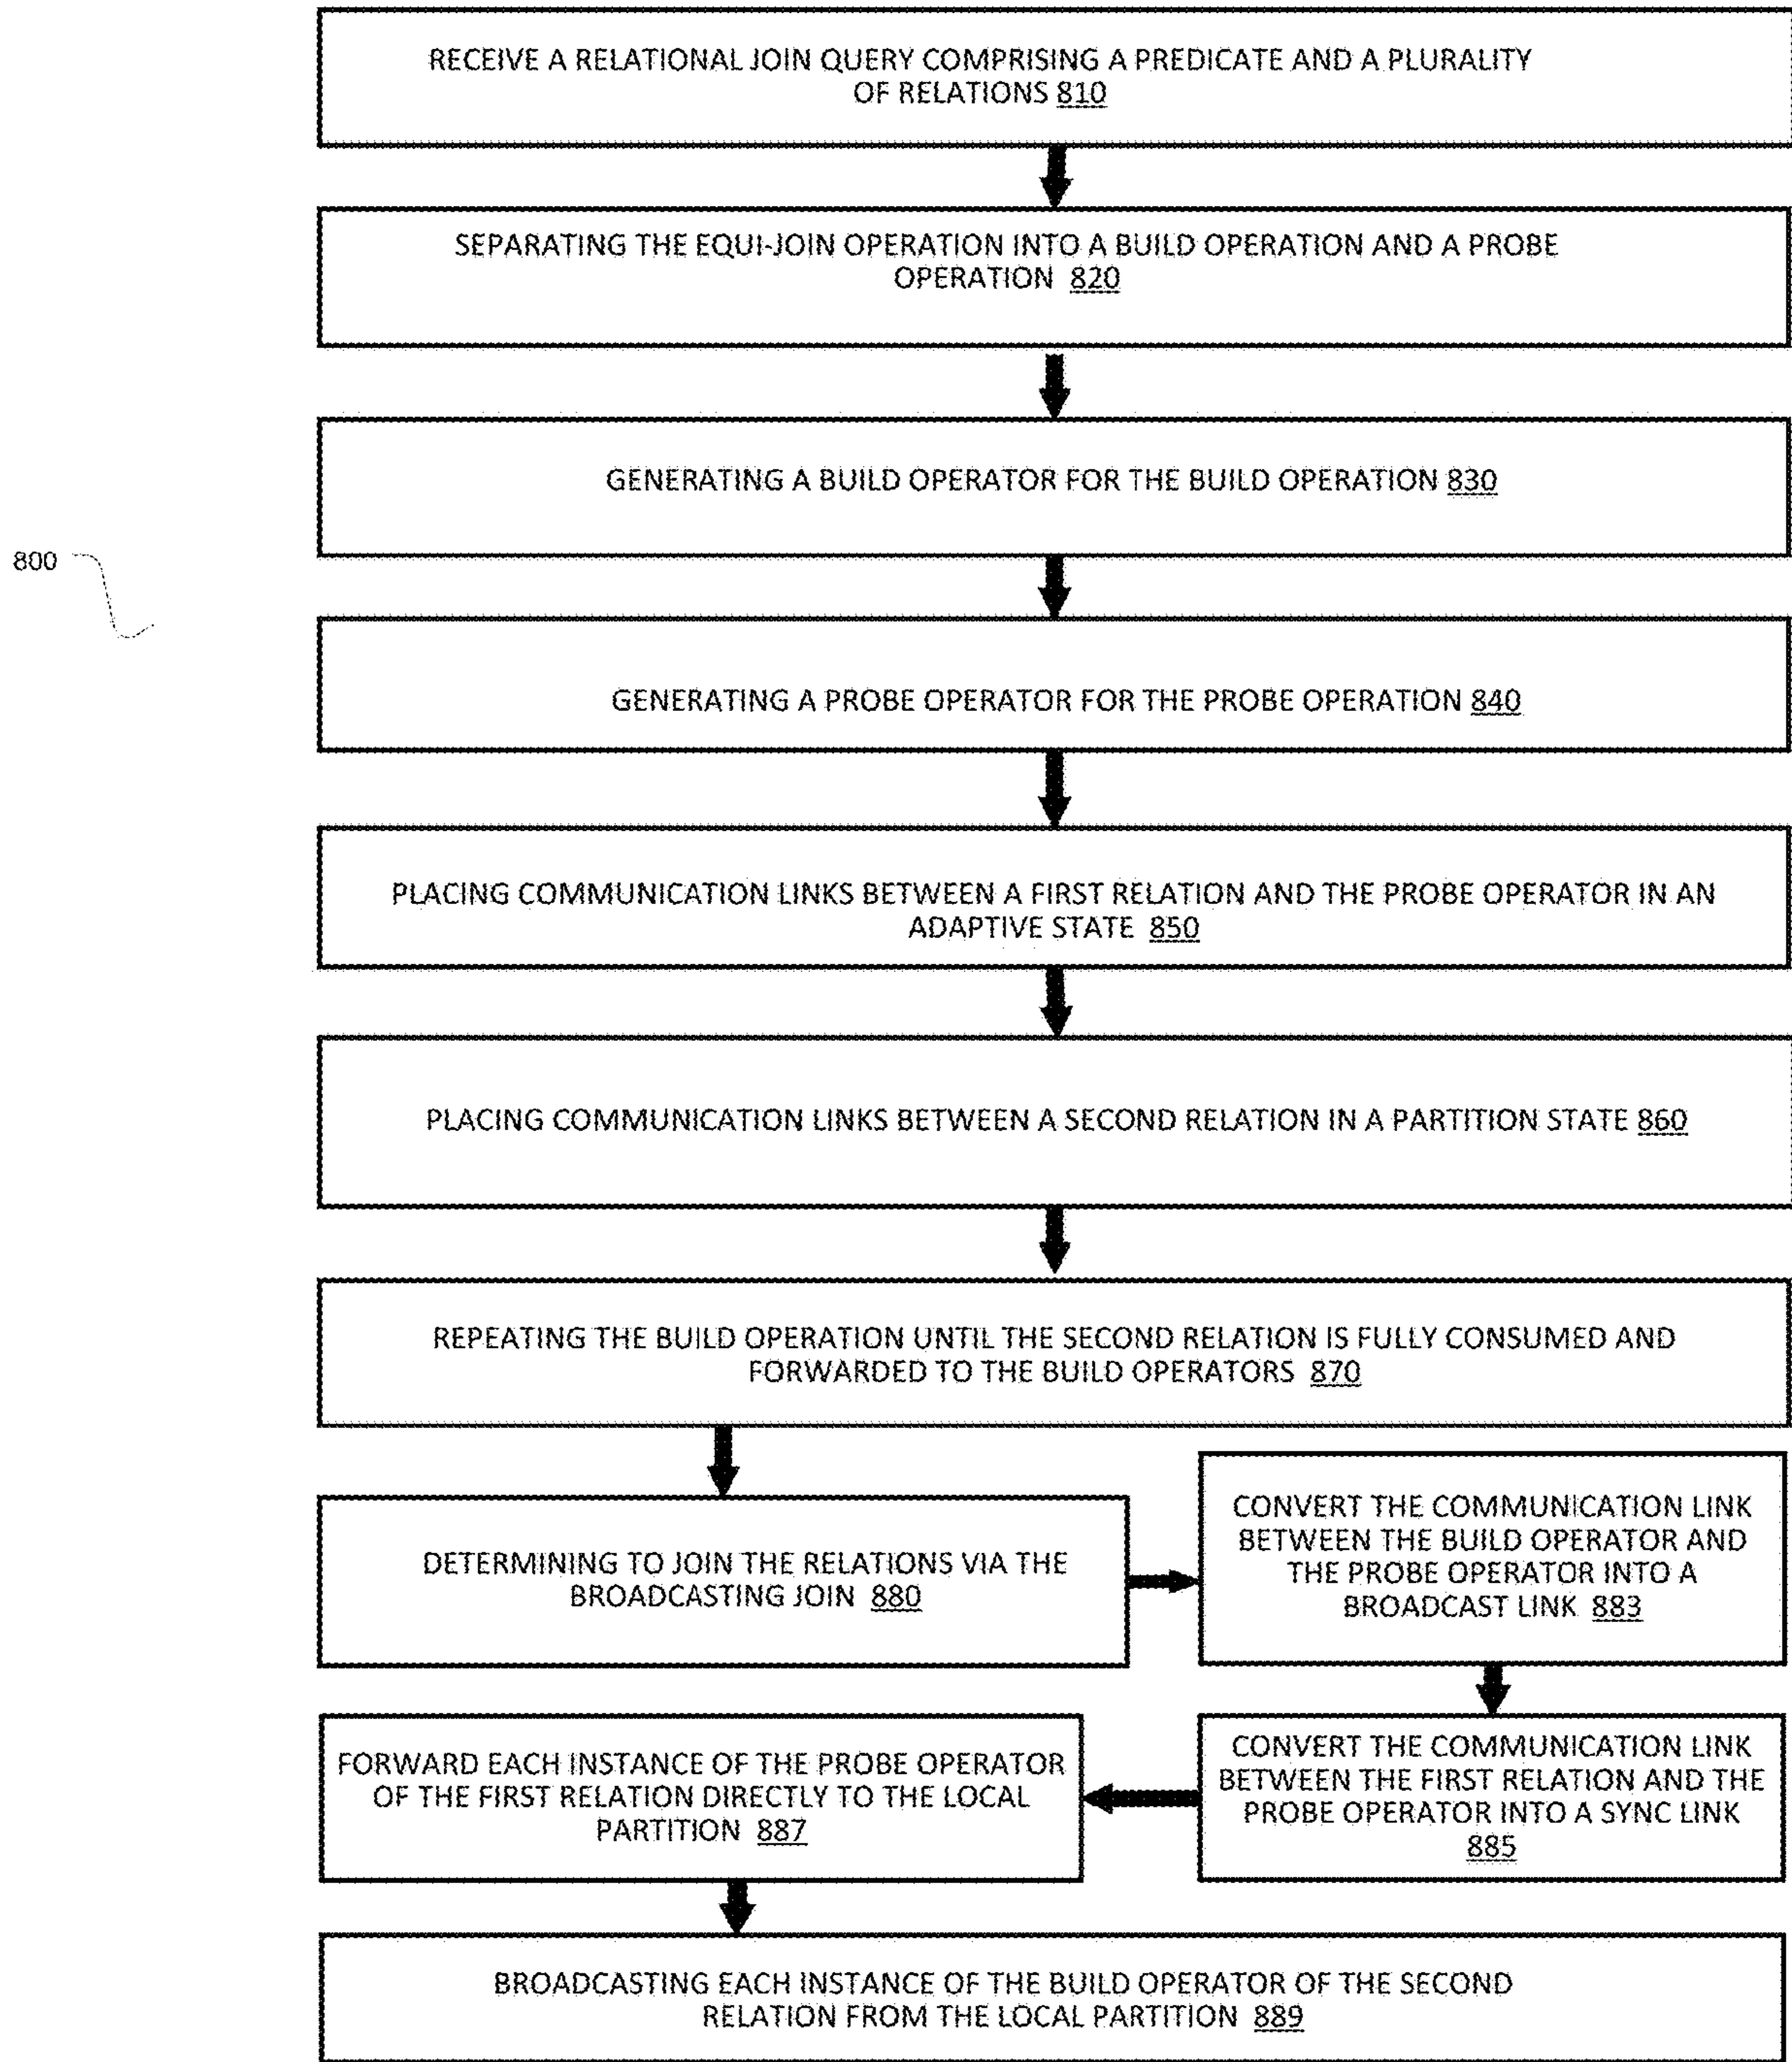 RECEIVE A RELATIONAL JOIN QUERY COMPRISING A PREDICATE AND A PLURALITY
OF RELATIONS 810
SEPARATING THE EQUI-JOIN OPERATION INTO A BUILD OPERATION AND A PROBE
OPERATION 820
GENERATING A BUILD OPERATOR FOR THE BUILD OPERATION 830
800
GENERATING A PROBE OPERATOR FOR THE PROBE OPERATION 840
PLACING COMMUNICATION LINKS BETWEEN A FIRST RELATION AND THE PROBE OPERATOR IN AN
ADAPTIVE STATE 850
PLACING COMMUNICATION LINKS BETWEEN A SECOND RELATION IN A PARTITION STATE 860
REPEATING THE BUILD OPERATION UNTIL THE SECOND RELATION IS FULLY CONSUMED AND
FORWARDED TO THE BUILD OPERATORS 870
DETERMINING TO JOIN THE RELATIONS VIA THE
BROADCASTING JOIN 880
CONVERT THE COMMUNICATION LINK
BETWEEN THE BUILD OPERATOR AND
THE PROBE OPERATOR INTO A
BROADCAST LINK 883
CONVERT THE COMMUNICATION LINK
BETWEEN THE FIRST RELATION AND THE
PROBE OPERATOR INTO A SYNC LINK
885
FORWARD EACH INSTANCE OF THE PROBE OPERATOR
OF THE FIRST RELATION DIRECTLY TO THE LOCAL
PARTITION 887
BROADCASTING EACH INSTANCE OF THE BUILD OPERATOR OF THE SECOND
RELATION FROM THE LOCAL PARTITION 889